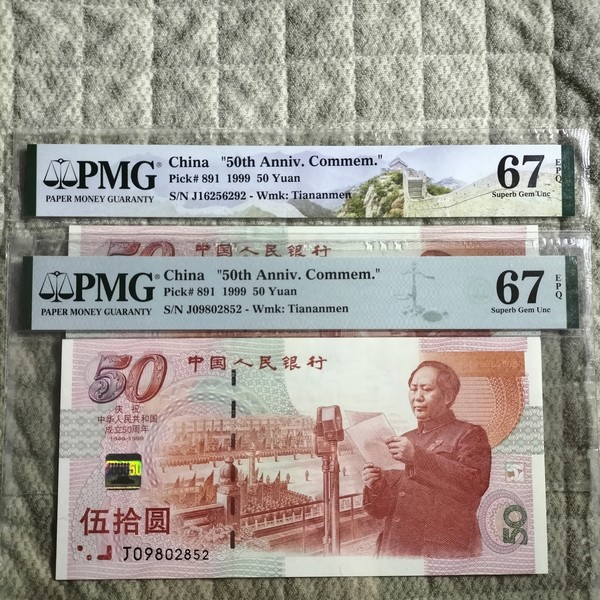 PMG®
PAPER MONEY GUARANTY
China "50th Anniv. Commem."
Pick# 891 1999 50 Yuan
S/N J16256292 - Wmk: Tiananmen
67
EPQ
Superb Gem Unc
50
中国人民银行
PMG®
PAPER MONEY GUARANTY
China "50th Anniv. Commem."
Pick# 891 1999 50 Yuan
S/N J09802852 - Wmk: Tiananmen
67
EPQ
Superb Gem Unc
50
中国人民银行
庆祝
中华人民共和国
成立50周年
1949-1999
50
伍拾圆
J09802852
50